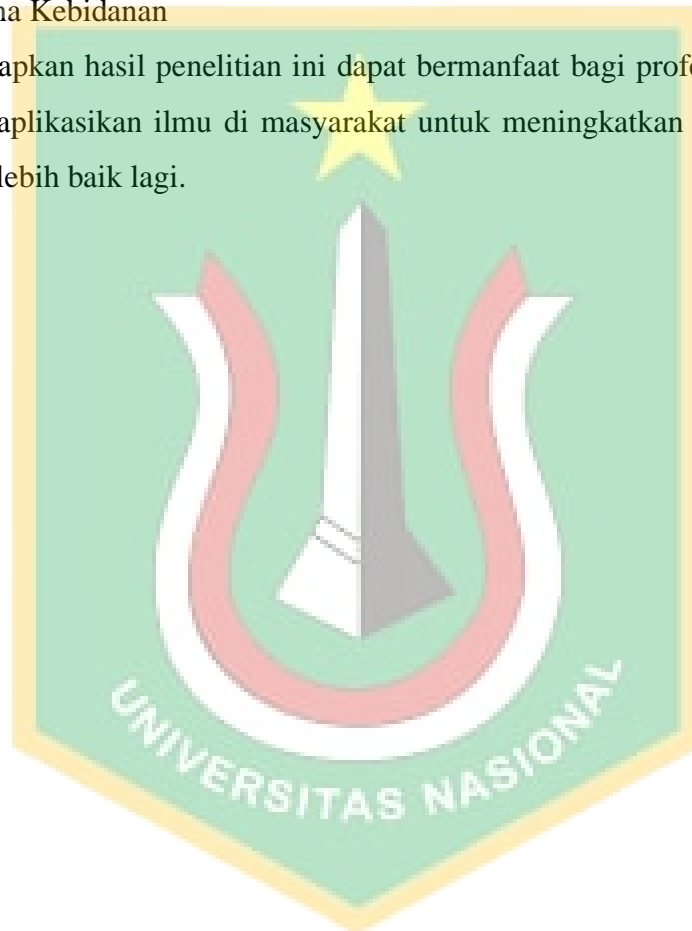 na Kebidanan
apkan hasil penelitian ini dapat bermanfaat bagi profe
aplikasikan ilmu di masyarakat untuk meningkatkan
lebih baik lagi.
UNIVERSITAS NASIONAL